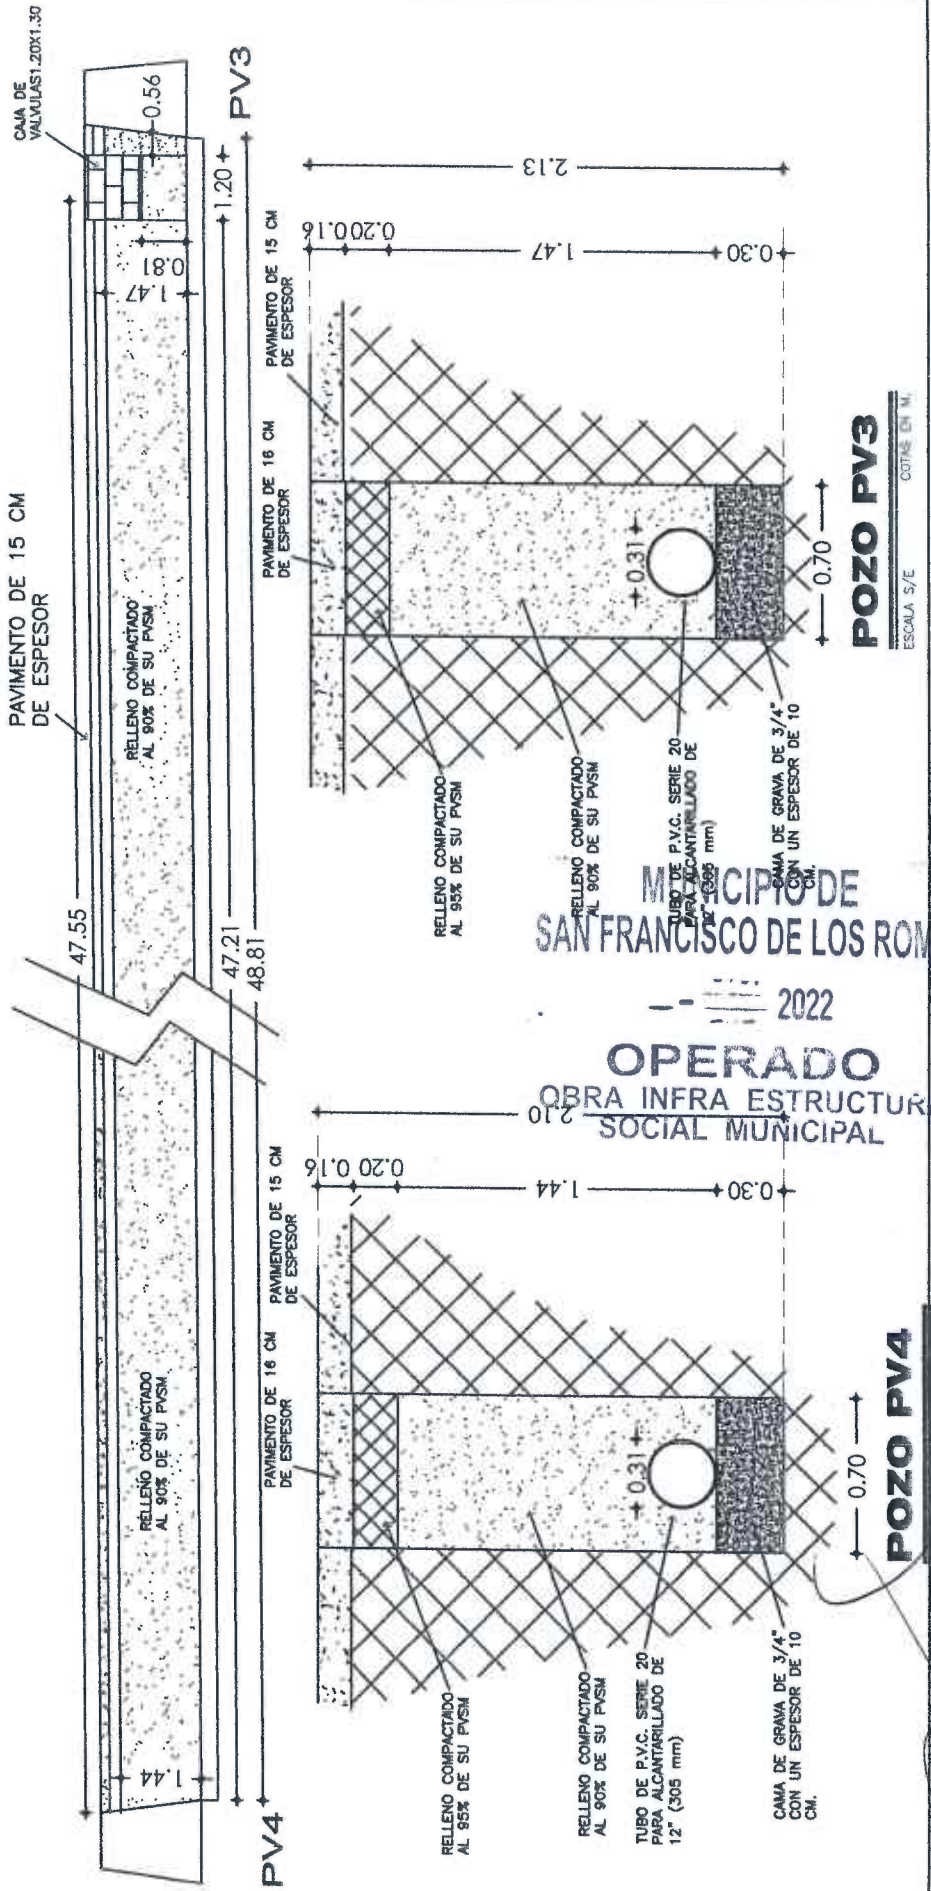 PAVIMENTO DE 15 CM
DE ESPESOR
CAJA DE
VALVULAS1.20X1.30
47.55
0.56
PV3
1.20
0.81
1.47
RELLENO COMPACTADO
AL 90% DE SU PVSM
RELLENO COMPACTADO
AL 90% DE SU PVSM
1.44
47.21
48.81
PV4
PAVIMENTO DE 16 CM
DE ESPESOR
PAVIMENTO DE 15 CM
DE ESPESOR
0.16
0.20
1.47
0.30
2.13
RELLENO COMPACTADO
AL 95% DE SU PVSM
RELLENO COMPACTADO
AL 90% DE SU PVSM
TUBO DE P.V.C. SERIE 20
PARA ALCANTARILLADO DE
12" (305 mm)
CAMA DE GRAVA DE 3/4"
CON UN ESPESOR DE 10
CM.
0.31
0.70
POZO PV3
ESCALA S/E
COTAS EN M.
PAVIMENTO DE 16 CM
DE ESPESOR
PAVIMENTO DE 15 CM
DE ESPESOR
0.16
0.20
1.44
0.30
2.10
RELLENO COMPACTADO
AL 95% DE SU PVSM
RELLENO COMPACTADO
AL 90% DE SU PVSM
TUBO DE P.V.C. SERIE 20
PARA ALCANTARILLADO DE
12" (305 mm)
CAMA DE GRAVA DE 3/4"
CON UN ESPESOR DE 10
CM.
0.31
0.70
POZO PV4
MUNICIPIO DE
SAN FRANCISCO DE LOS ROM
2022
OPERADO
OBRA INFRA ESTRUCTUR
SOCIAL MUNICIPAL